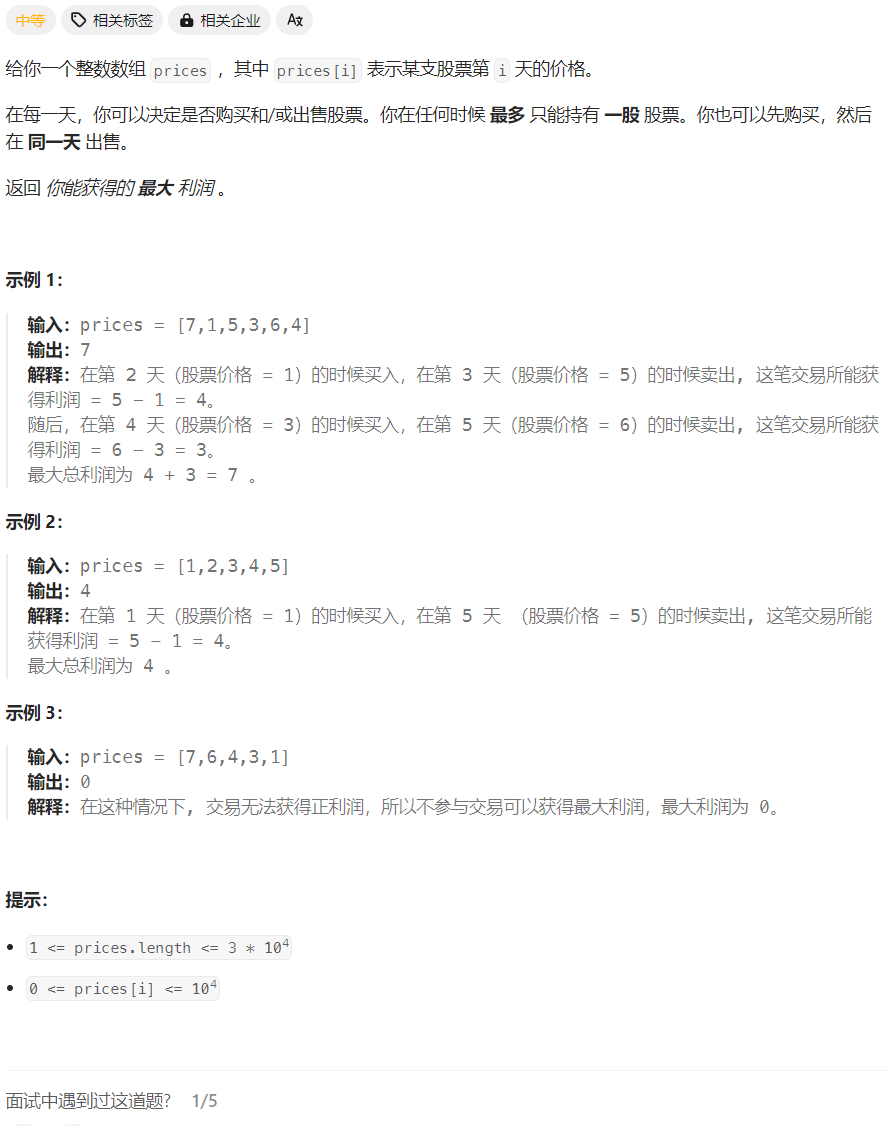 中等 相关标签 相关企业 Aあ
给你一个整数数组 prices ，其中 prices[i] 表示某支股票第 i 天的价格。
在每一天，你可以决定是否购买和/或出售股票。你在任何时候 最多 只能持有 一股 股票。你也可以先购买，然后
在 同一天 出售。
返回 你能获得的 最大 利润 。
示例 1：
输入：prices = [7,1,5,3,6,4]
输出：7
解释：在第 2 天（股票价格 = 1）的时候买入，在第 3 天（股票价格 = 5）的时候卖出, 这笔交易所能获
得利润 = 5 - 1 = 4。
随后，在第 4 天（股票价格 = 3）的时候买入，在第 5 天（股票价格 = 6）的时候卖出, 这笔交易所能获
得利润 = 6 - 3 = 3。
最大总利润为 4 + 3 = 7 。
示例 2：
输入：prices = [1,2,3,4,5]
输出：4
解释：在第 1 天（股票价格 = 1）的时候买入，在第 5 天 （股票价格 = 5）的时候卖出, 这笔交易所能
获得利润 = 5 - 1 = 4。
最大总利润为 4 。
示例 3：
输入：prices = [7,6,4,3,1]
输出：0
解释：在这种情况下, 交易无法获得正利润，所以不参与交易可以获得最大利润，最大利润为 0。
提示：
1 <= prices.length <= 3 * 10⁴
0 <= prices[i] <= 10⁴
面试中遇到过这道题? 1/5